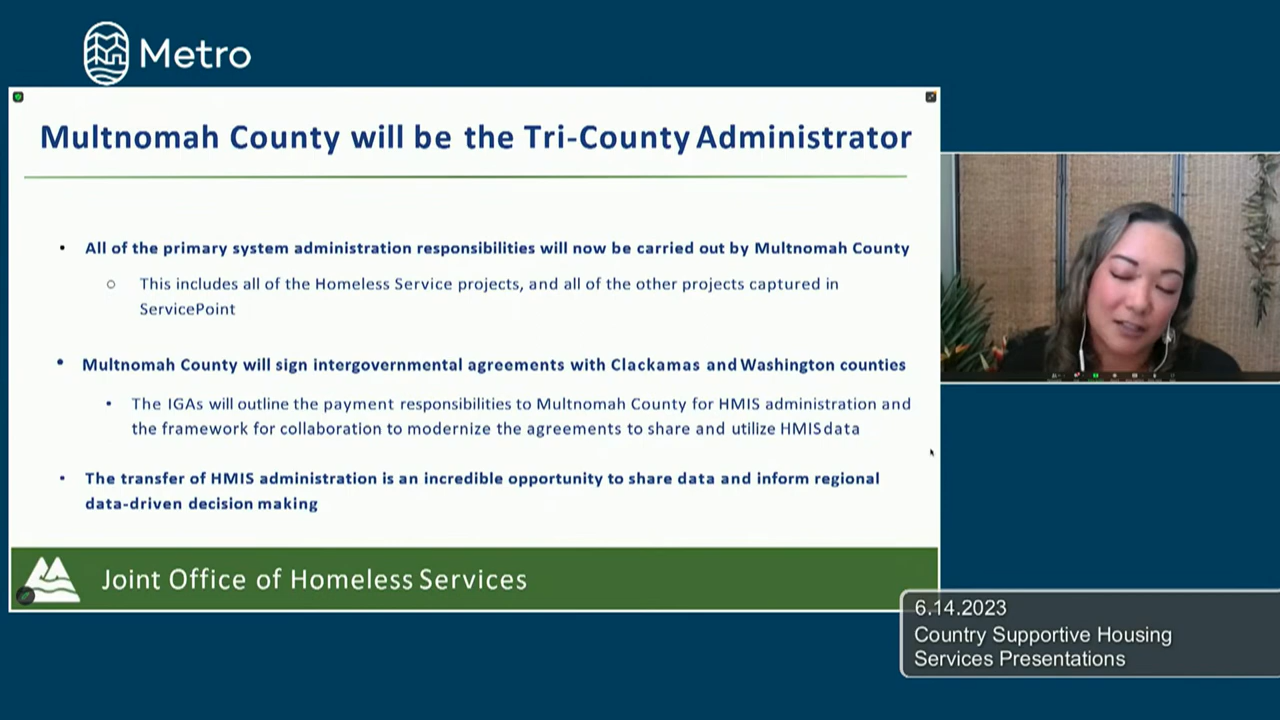 Metro
Multnomah County will be the Tri-County Administrator
• All of the primary system administration responsibilities will now be carried out by Multnomah County
○ This includes all of the Homeless Service projects, and all of the other projects captured in
ServicePoint
• Multnomah County will sign intergovernmental agreements with Clackamas and Washington counties
• The IGAs will outline the payment responsibilities to Multnomah County for HMIS administration and
the framework for collaboration to modernize the agreements to share and utilize HMIS data
• The transfer of HMIS administration is an incredible opportunity to share data and inform regional
data-driven decision making
Joint Office of Homeless Services
6.14.2023
Country Supportive Housing
Services Presentations